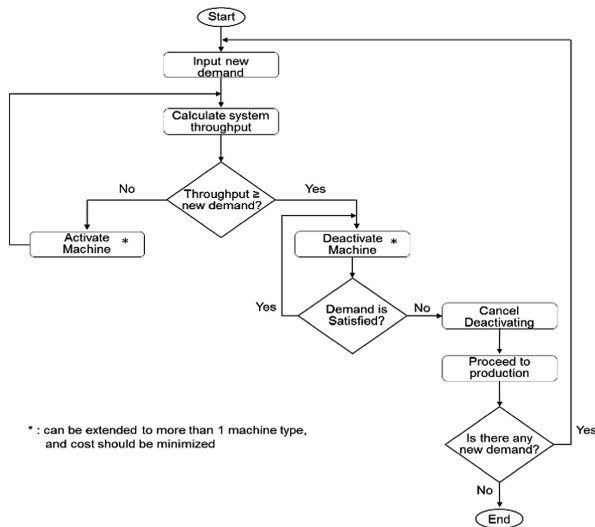 Start
Input new
demand
Calculate system
throughput
Throughput ≥
new demand?
No
Yes
Activate
Machine *
Deactivate
Machine *
Demand is
Satisfied?
Yes
No
Cancel
Deactivating
Proceed to
production
Is there any
new demand?
Yes
No
End
* : can be extended to more than 1 machine type,
and cost should be minimized